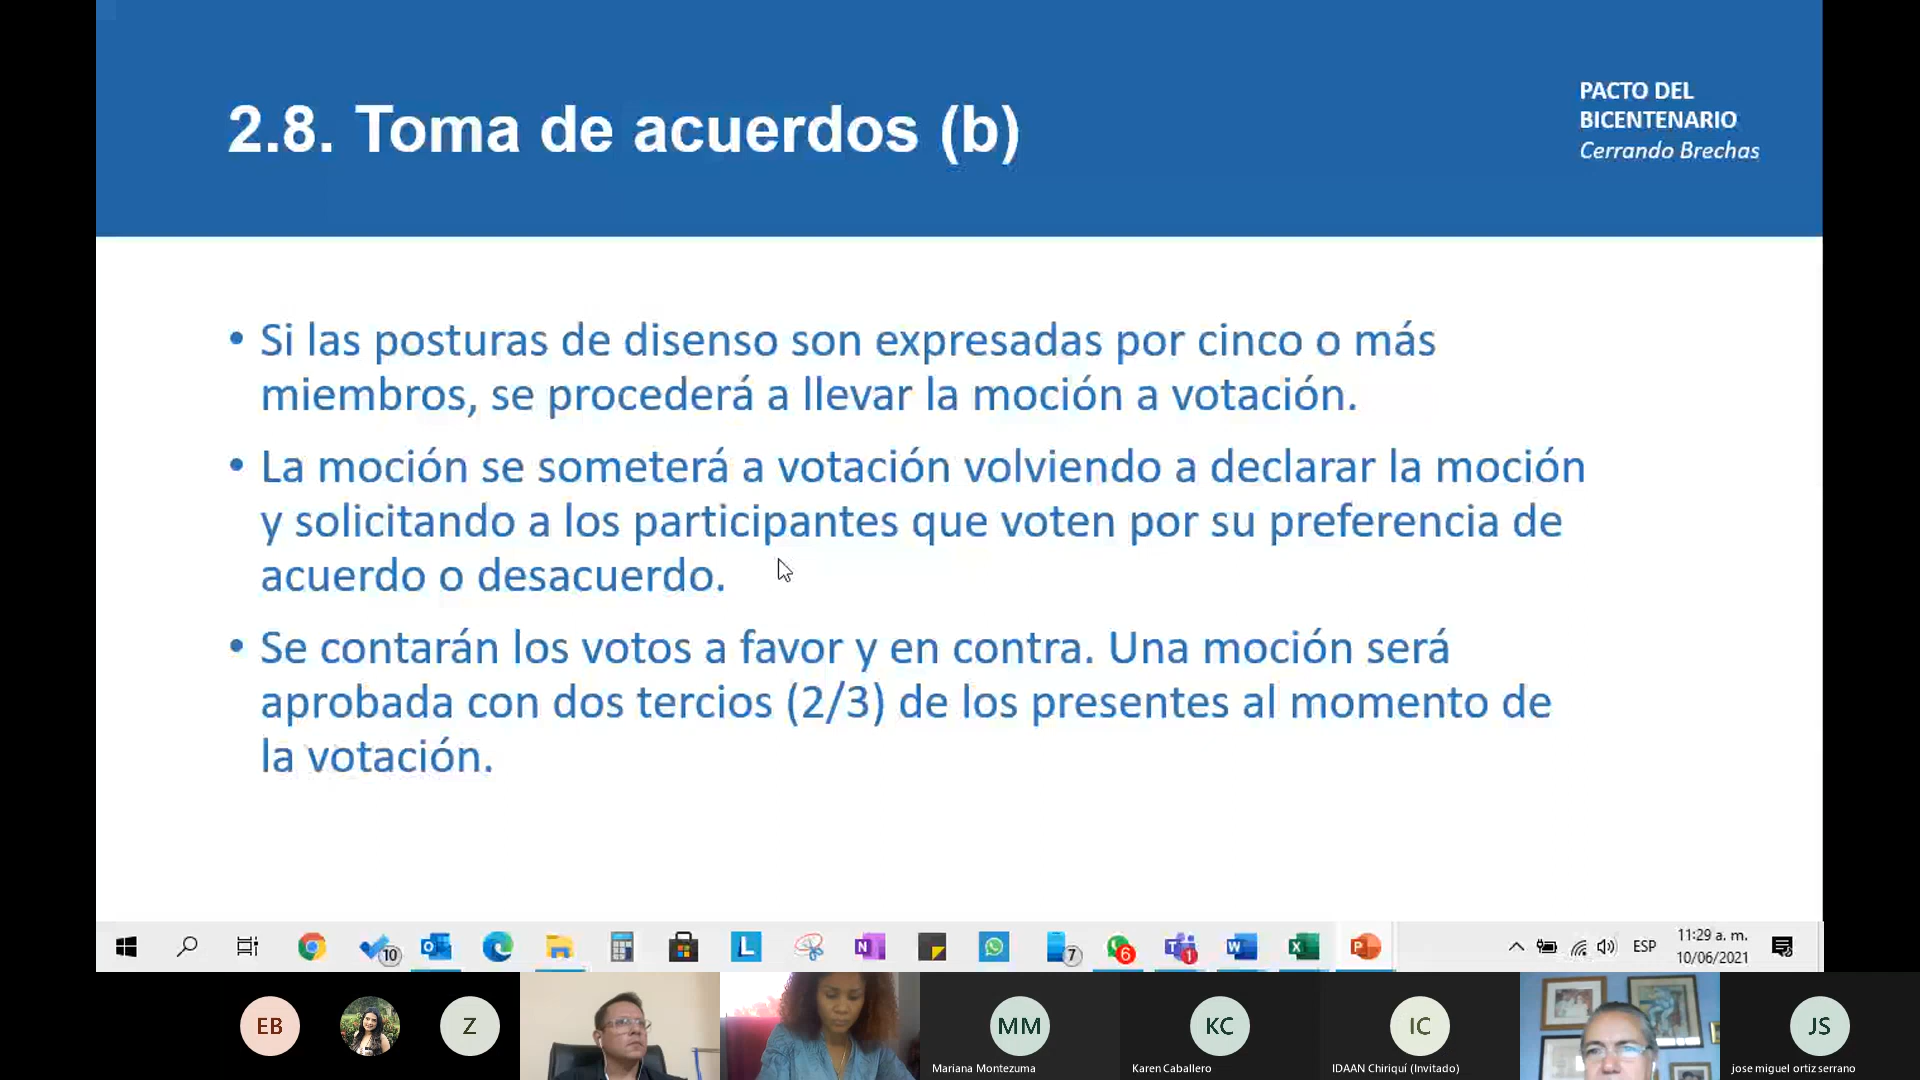 2.8. Toma de acuerdos (b)
PACTO DEL
BICENTENARIO
Cerrando Brechas
• Si las posturas de disenso son expresadas por cinco o más
miembros, se procederá a llevar la moción a votación.
• La moción se someterá a votación volviendo a declarar la moción
y solicitando a los participantes que voten por su preferencia de
acuerdo o desacuerdo.
• Se contarán los votos a favor y en contra. Una moción será
aprobada con dos tercios (2/3) de los presentes al momento de
la votación.
10
L
N
7
6
1
W
X
P
ESP
11:29 a. m.
10/06/2021
EB
Z
MM
KC
IC
JS
Mariana Montezuma
Karen Caballero
IDAAN Chiriquí (Invitado)
jose miguel ortiz serrano